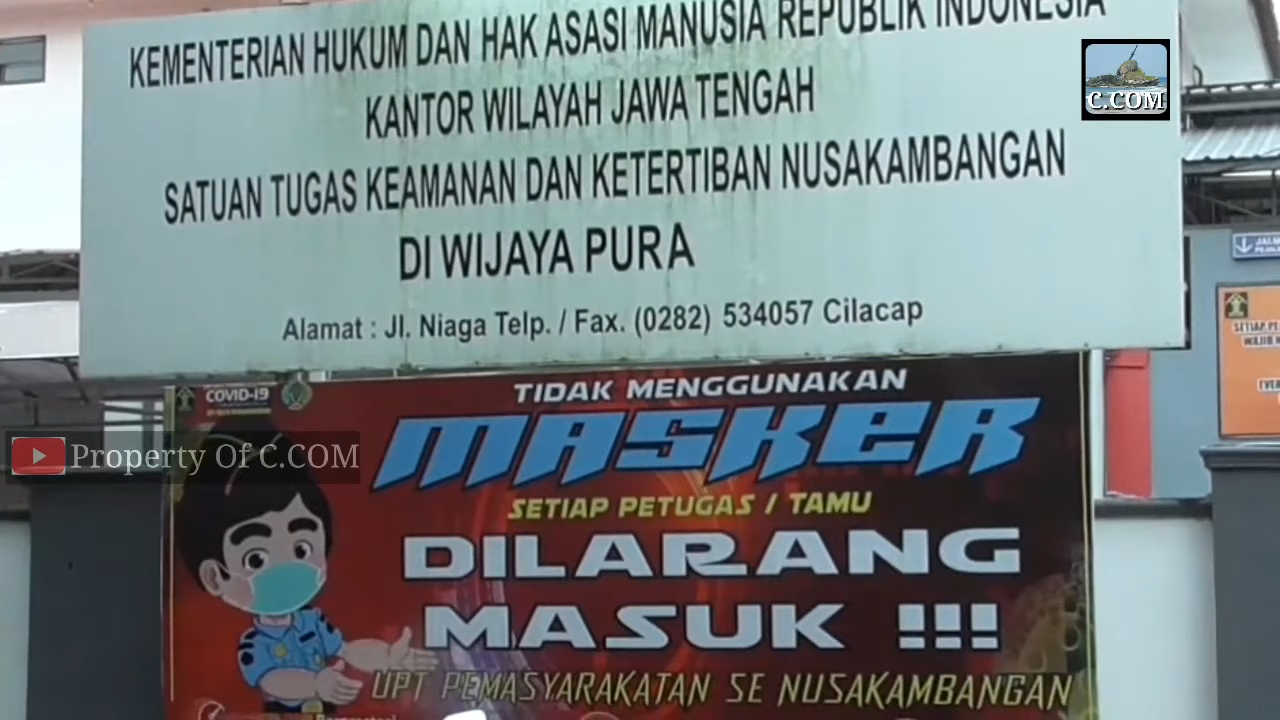 KEMENTERIAN HUKUM DAN HAK ASASI MANUSIA REPUBLIK INDONESIA
KANTOR WILAYAH JAWA TENGAH
SATUAN TUGAS KEAMANAN DAN KETERTIBAN NUSAKAMBANGAN
DI WIJAYA PURA
Alamat : Jl. Niaga Telp. / Fax. (0282) 534057 Cilacap
C.COM
COVID-19
TIDAK MENGGUNAKAN
MASKER
SETIAP PETUGAS / TAMU
DILARANG
MASUK !!!
UPT PEMASYARAKATAN SE NUSAKAMBANGAN
Property Of C.COM